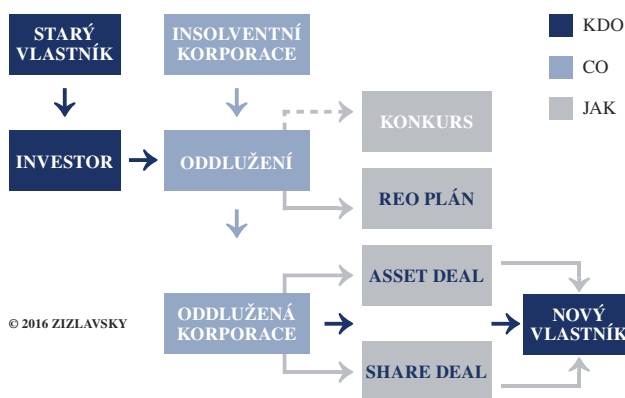 STARÝ
VLASTNÍK
INSOLVENTNÍ
KORPORACE
KDO
CO
JAK
KONKURS
INVESTOR
ODDLUŽENÍ
REO PLÁN
ASSET DEAL
© 2016 ZIZLAVSKY
ODDLUŽENÁ
KORPORACE
NOVÝ
VLASTNÍK
SHARE DEAL